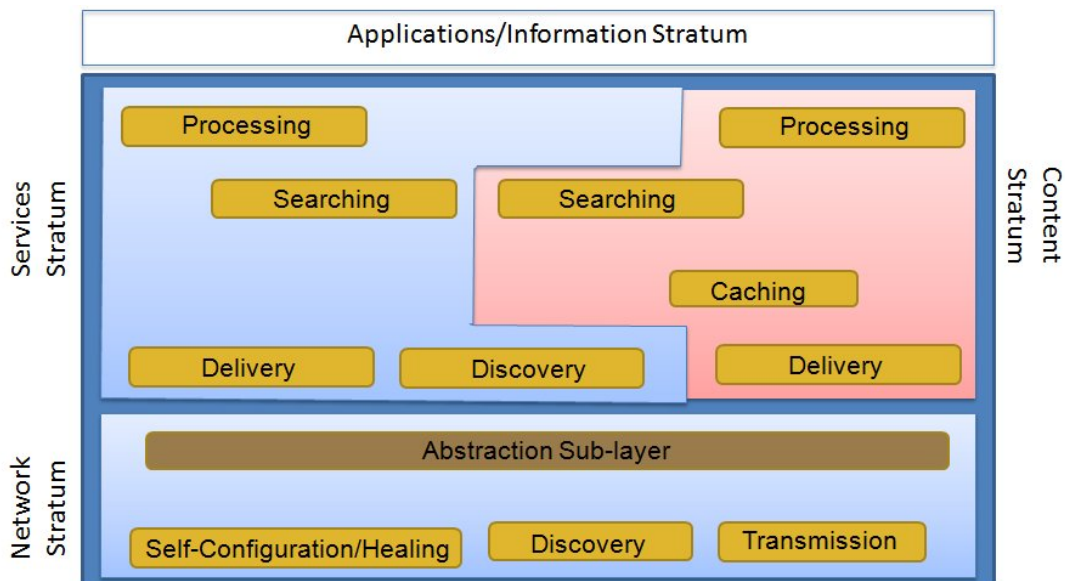 Applications/Information Stratum
Processing
Processing
Services
Stratum
Searching
Searching
Content
Stratum
Caching
Delivery
Discovery
Delivery
Network
Stratum
Abstraction Sub-layer
Self-Configuration/Healing
Discovery
Transmission